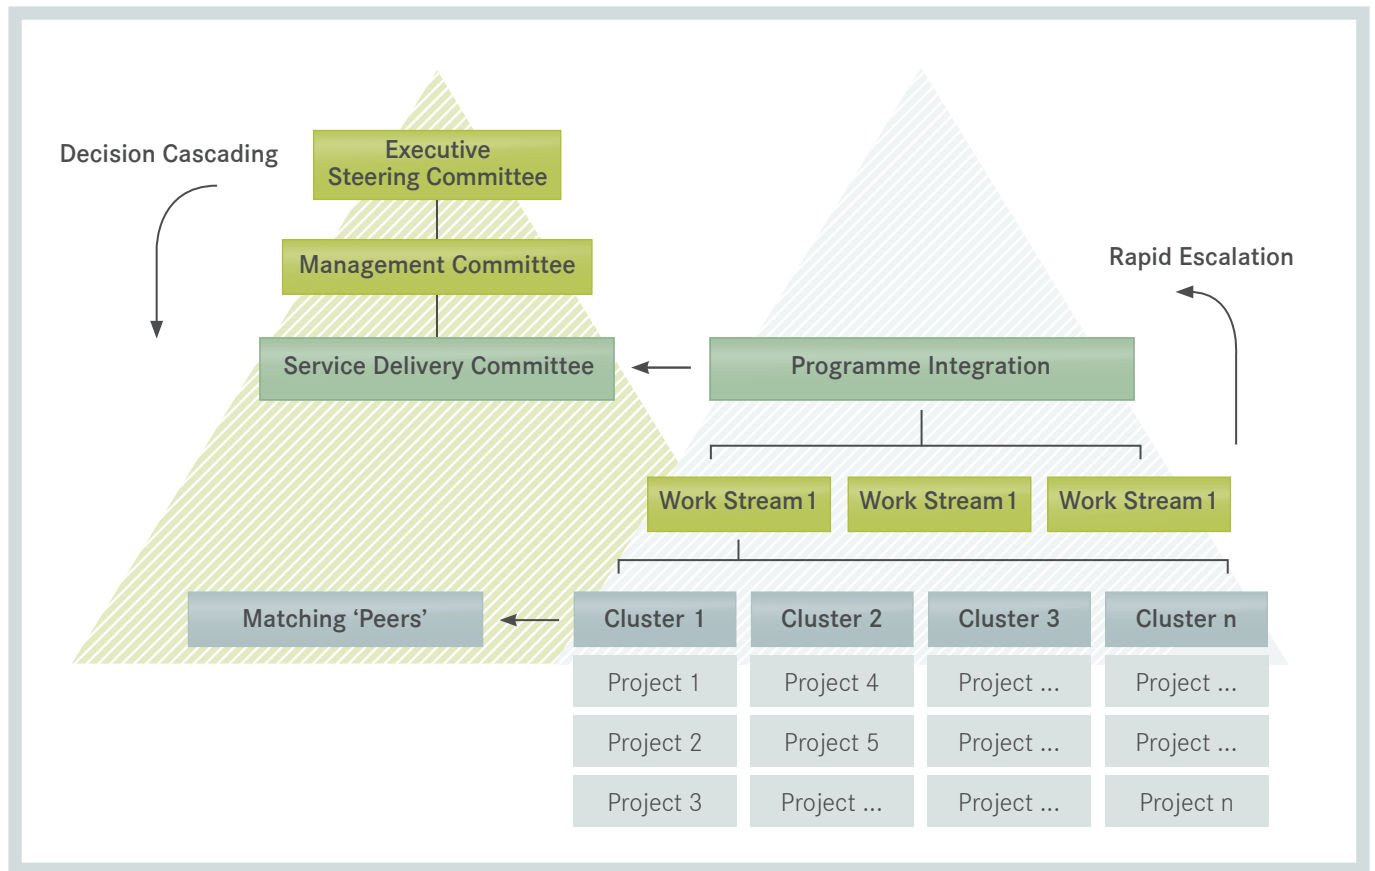 Decision Cascading
Executive
Steering Committee
Management Committee
Rapid Escalation
Service Delivery Committee
Programme Integration
Work Stream 1
Work Stream 1
Work Stream 1
Matching ‘Peers’
Cluster 1
Cluster 2
Cluster 3
Cluster n
Project 1
Project 4
Project ...
Project ...
Project 2
Project 5
Project ...
Project ...
Project 3
Project ...
Project ...
Project n